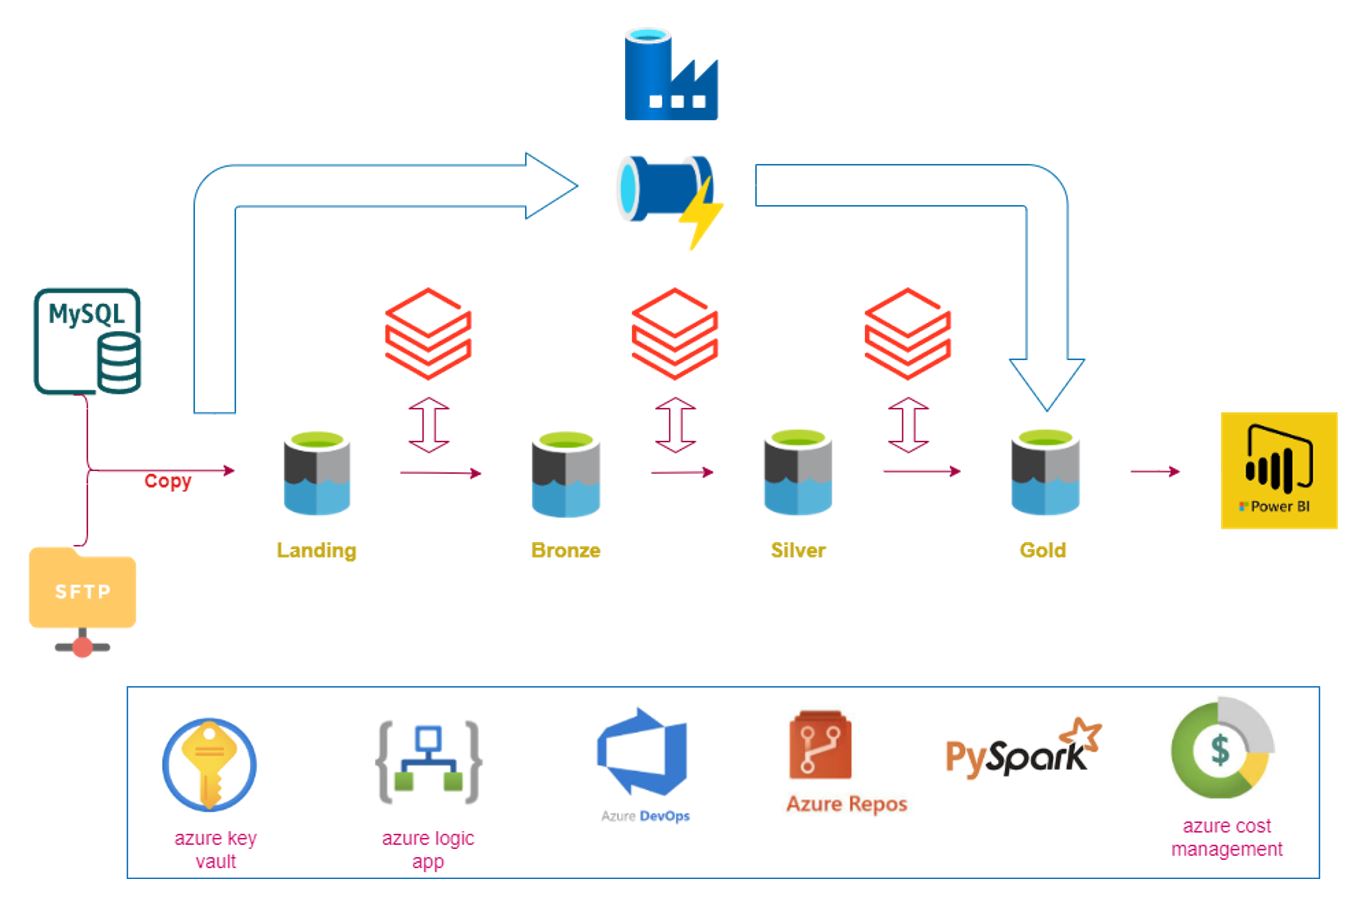 MySQL
Copy
SFTP
Landing
Bronze
Silver
Gold
Power BI
azure key
vault
azure logic
app
Azure DevOps
Azure Repos
PySpark
$
azure cost
management